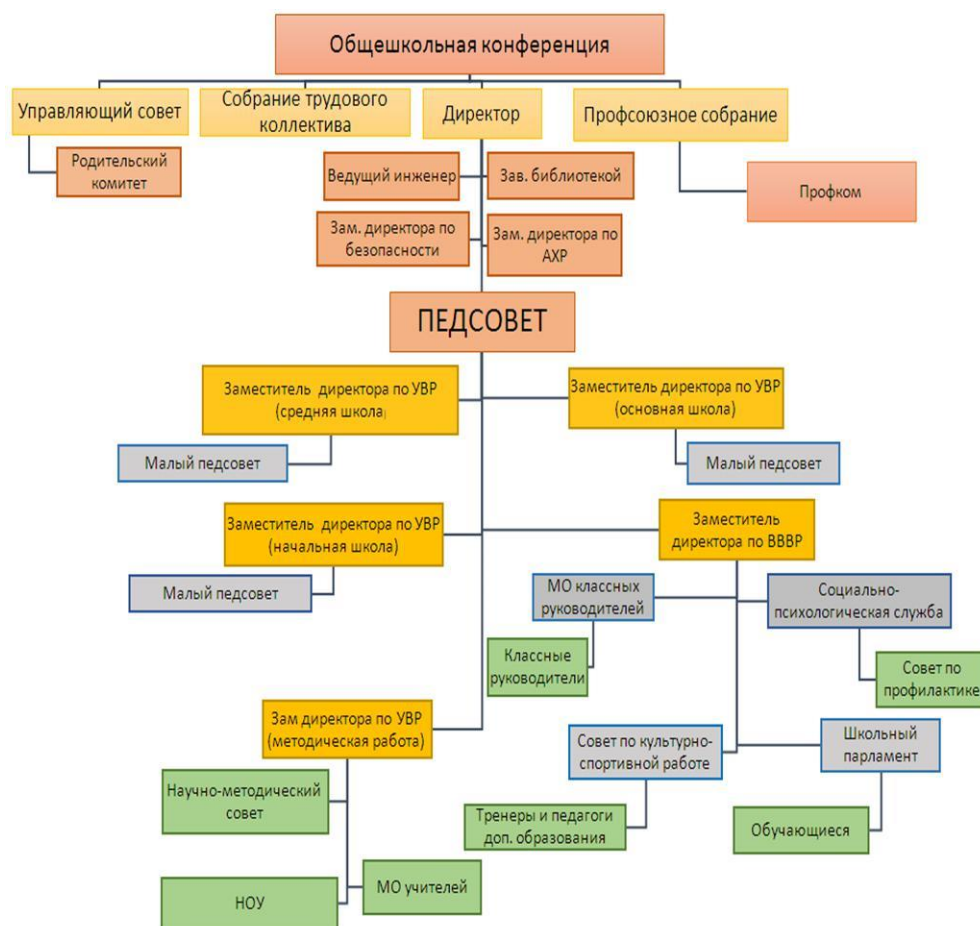 Общешкольная конференция
Управляющий совет
Собрание трудового
коллектива
Директор
Профсоюзное собрание
Родительский
комитет
Ведущий инженер
Зав. библиотекой
Профком
Зам. директора по
безопасности
Зам. директора по
АХР
ПЕДСОВЕТ
Заместитель директора по УВР
(средняя школа)
Заместитель директора по УВР
(основная школа)
Малый педсовет
Малый педсовет
Заместитель директора по УВР
(начальная школа)
Заместитель
директора по ВВВР
Малый педсовет
МО классных
руководителей
Социально-
психологическая служба
Классные
руководители
Совет по
профилактике
Зам директора по УВР
(методическая работа)
Совет по культурно-
спортивной работе
Школьный
парламент
Научно-методический
совет
Тренеры и педагоги
доп. образования
Обучающиеся
НОУ
МО учителей